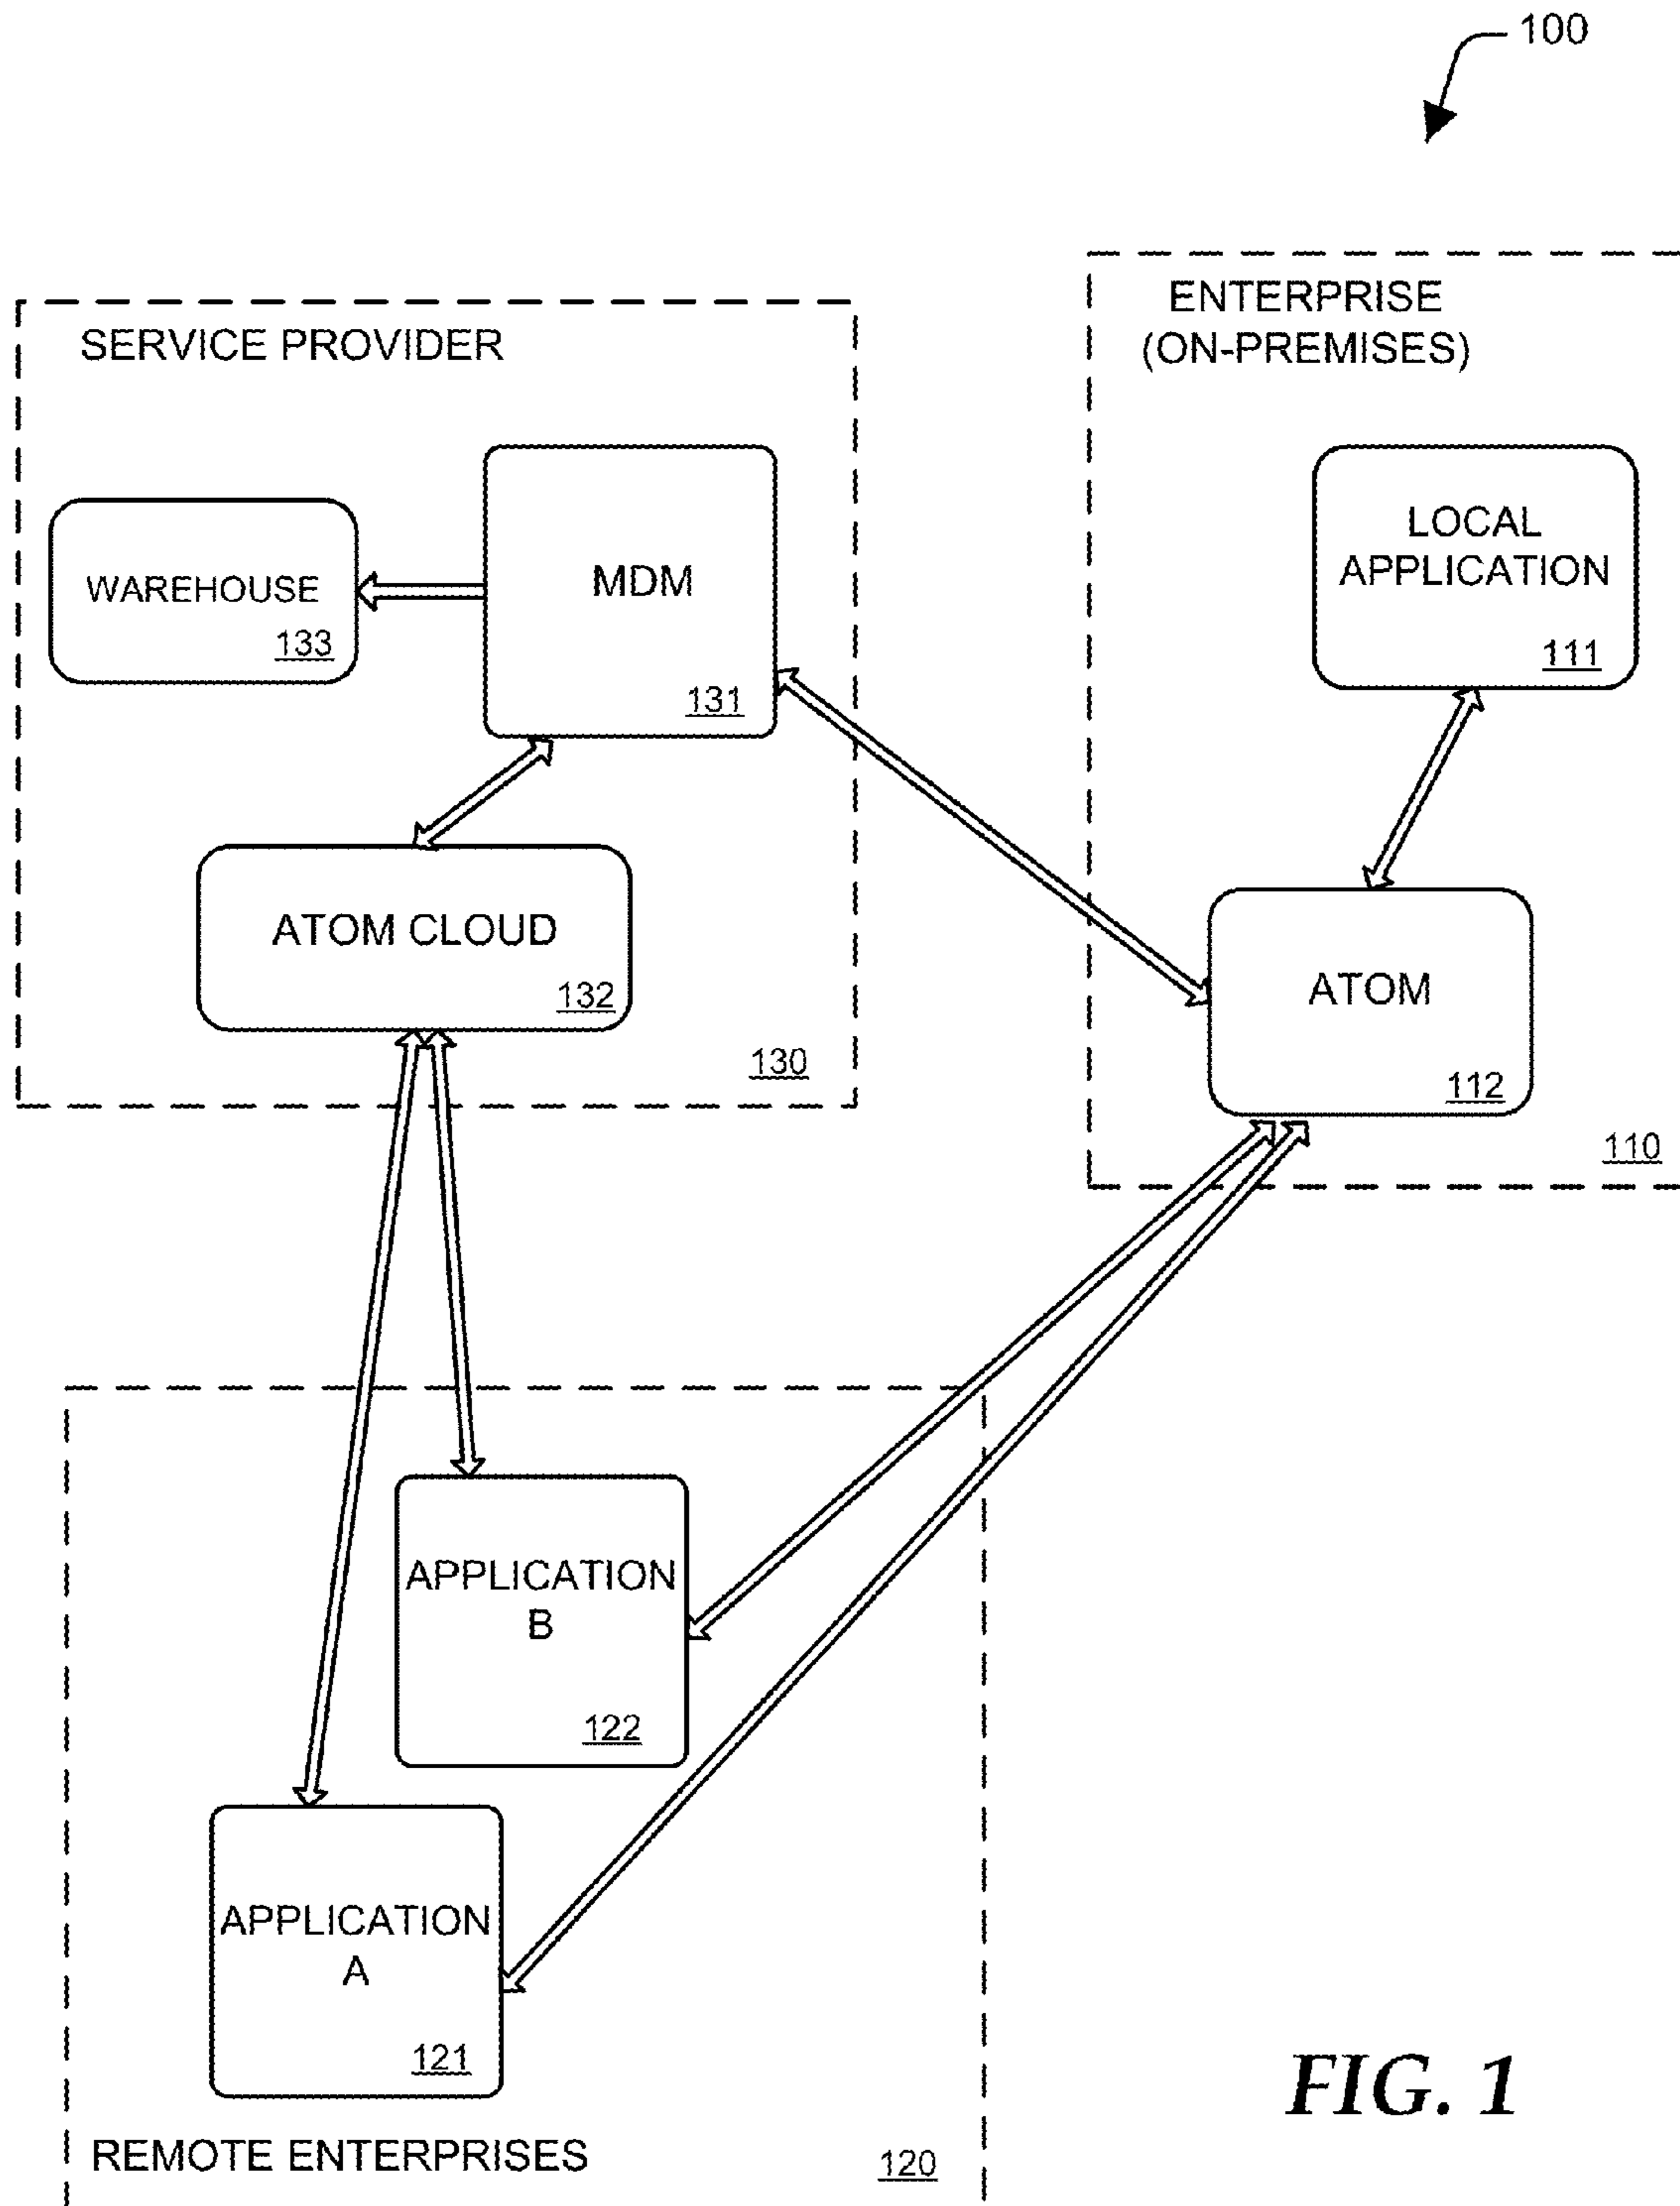 100
SERVICE PROVIDER
WAREHOUSE
133
MDM
131
ATOM CLOUD
132
130
ENTERPRISE
(ON-PREMISES)
LOCAL
APPLICATION
111
ATOM
112
110
APPLICATION
B
122
APPLICATION
A
121
REMOTE ENTERPRISES
120
FIG. 1